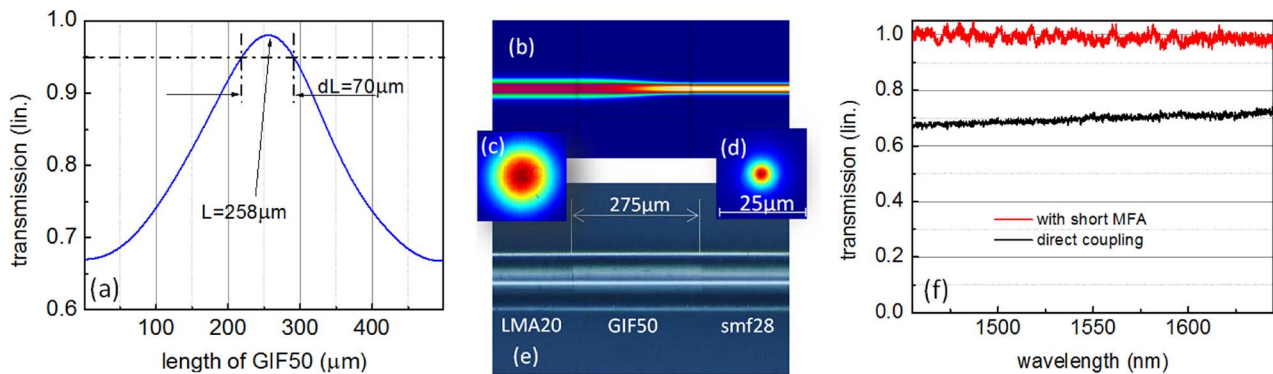 1.0
0.9
0.8
0.7
0.6
transmission (lin.)
dL=70μm
L=258μm
(a)
100 200 300 400
length of GIF50 (μm)
(b)
(c)
(d)
25μm
275μm
LMA20 GIF50 smf28
(e)
1.0
0.8
0.6
0.4
0.2
0.0
transmission (lin.)
with short MFA
direct coupling
(f)
1500 1550 1600
wavelength (nm)